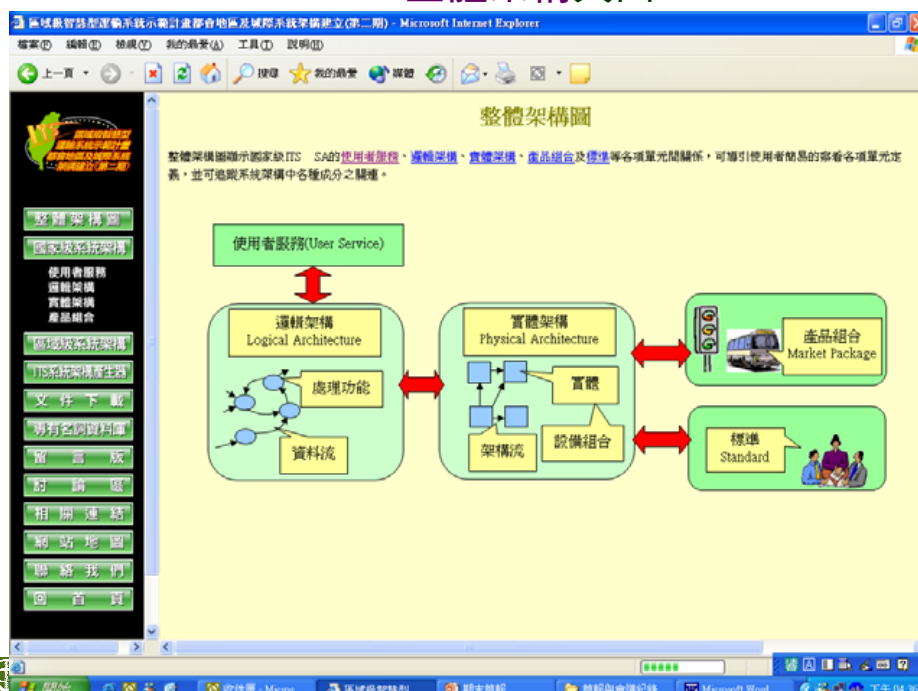 區域級智慧型運輸系統示範計畫都會地區及城際系統架構建立(第二期) - Microsoft Internet Explorer
檔案(F) 編輯(E) 檢視(V) 我的最愛(A) 工具(T) 說明(H)
上一頁 搜尋 我的最愛 媒體
整體架構圖
整體架構圖顯示國家級ITS SA的使用者服務、邏輯架構、實體架構、產品組合及標準等各項單元間關係,可導引使用者簡易的察看各項單元定
義,並可追蹤系統架構中各種成分之關連。
整體架構圖
國家級系統架構
使用者服務
邏輯架構
實體架構
產品組合
區域級系統架構
ITS系統架構產生器
文件下載
專有名詞資料庫
留言版
討論區
相關連結
網站地圖
聯絡我們
回首頁
使用者服務(User Service)
邏輯架構
Logical Architecture
處理功能
資料流
實體架構
Physical Architecture
實體
設備組合
架構流
產品組合
Market Package
標準
Standard
開始
Microsoft Word